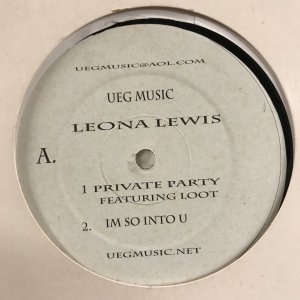 UEGMUSIC@AOL.COM
UEG MUSIC
LEONA LEWIS
A.
1 PRIVATE PARTY
FEATURING LOOT
2. IM SO INTO U
UEGMUSIC.NET